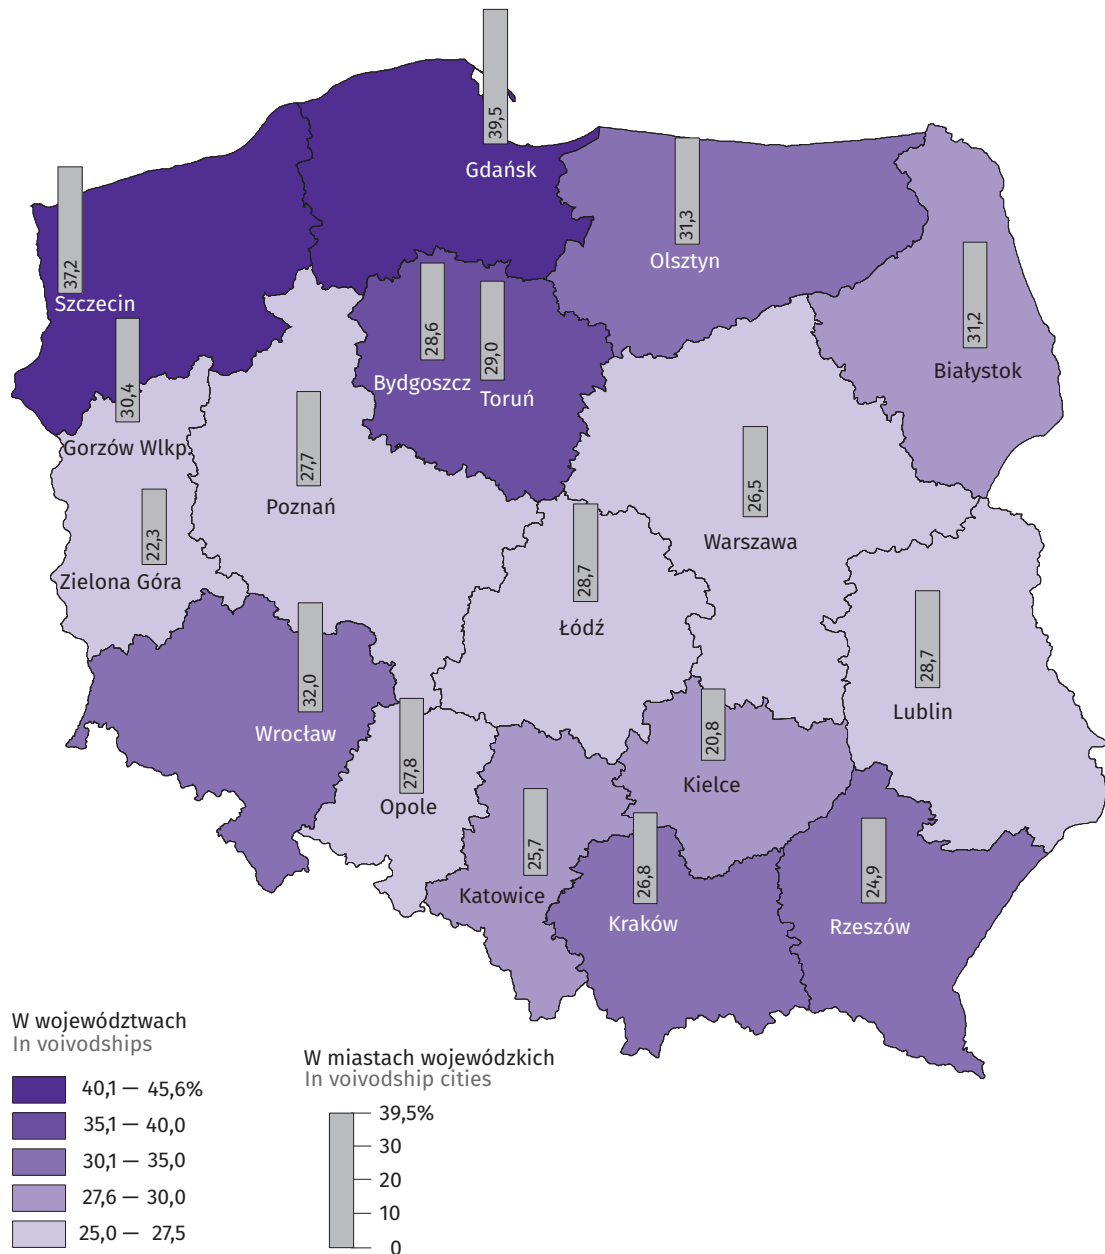 39,5
Gdańsk
37,2
Szczecin
31,3
Olsztyn
31,2
Białystok
28,6
Bydgoszcz
29,0
Toruń
30,4
Gorzów Wlkp
27,7
Poznań
26,5
Warszawa
22,3
Zielona Góra
28,7
Łódź
28,7
Lublin
32,0
Wrocław
27,8
Opole
20,8
Kielce
25,7
Katowice
26,8
Kraków
24,9
Rzeszów
W województwach
In voivodships
40,1 — 45,6%
35,1 — 40,0
30,1 — 35,0
27,6 — 30,0
25,0 — 27,5
W miastach wojewódzkich
In voivodship cities
39,5%
30
20
10
0